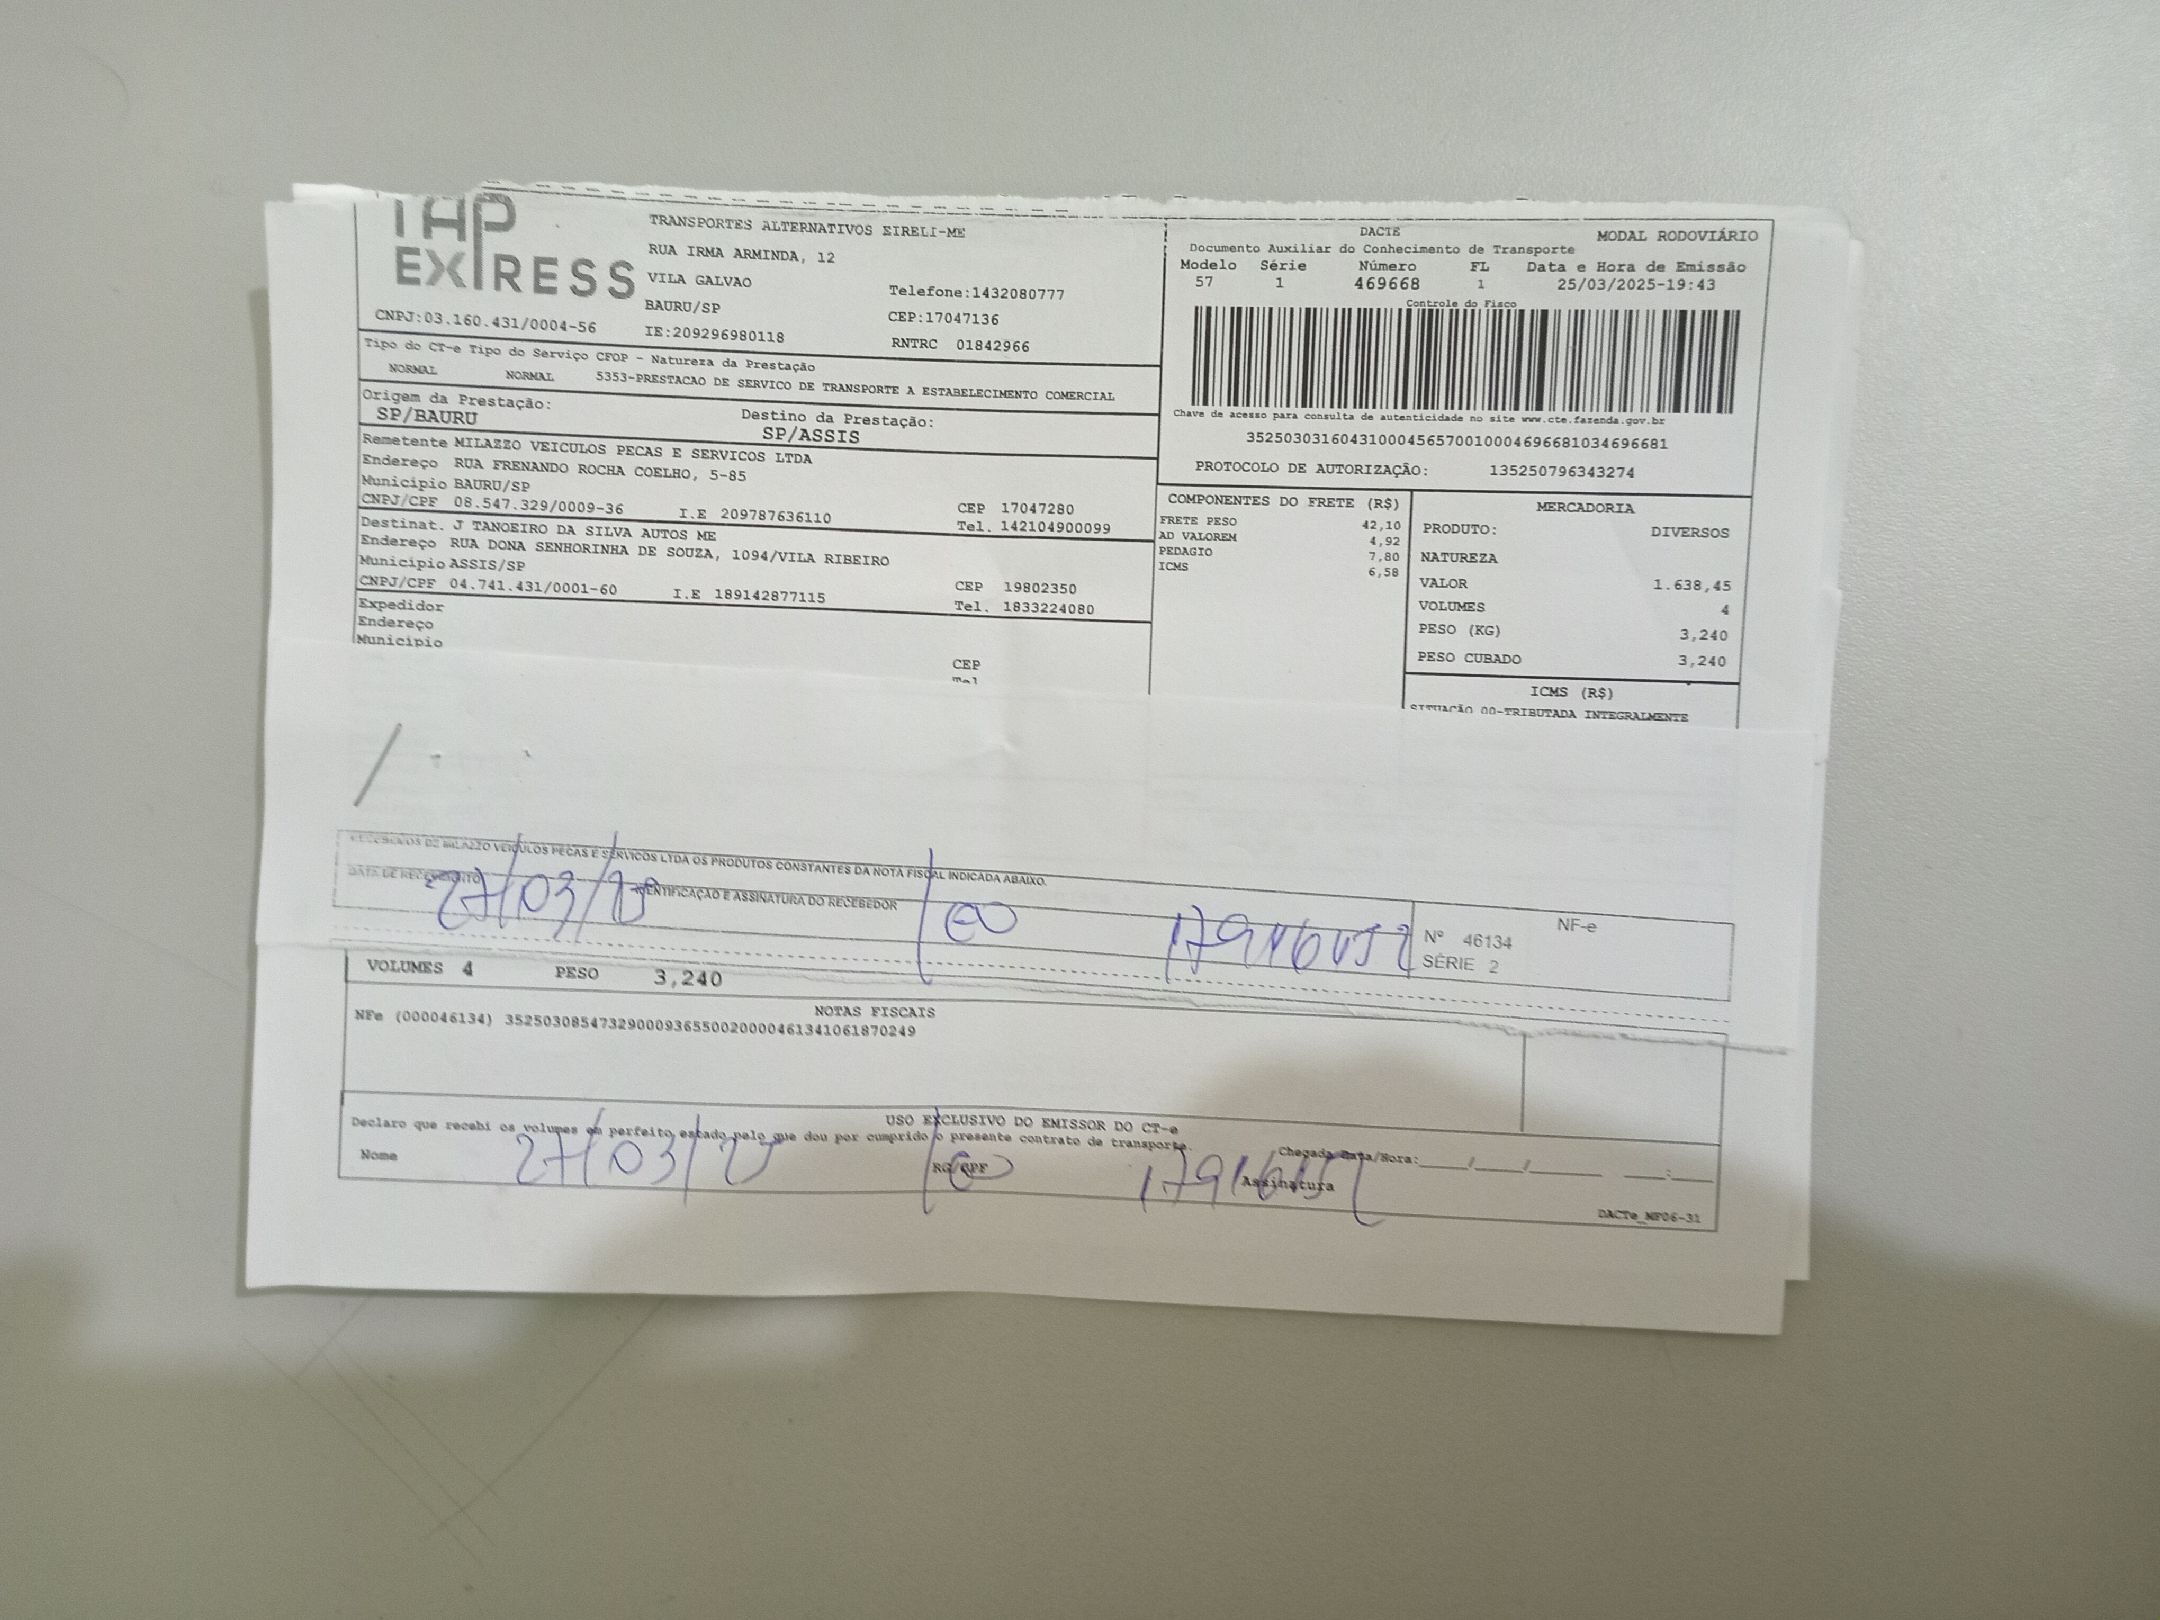 TAP
EXPRESS
TRANSPORTES ALTERNATIVOS EIRELI-ME
RUA IRMA ARMINDA, 12
VILA GALVAO
BAURU/SP
Telefone:1432080777
CEP:17047136
CNPJ:03.160.431/0004-56
IE:209296980118
RNTRC 01842966
DACTE
MODAL RODOVIÁRIO
Documento Auxiliar do Conhecimento de Transporte
Modelo Série Número FL Data e Hora de Emissão
57 1 469668 1 25/03/2025-19:43
Controle do Fisco
Chave de acesso para consulta de autenticidade no site www.cte.fazenda.gov.br
35250303160431000456570010004696681034696681
PROTOCOLO DE AUTORIZAÇÃO: 135250796343274
Tipo do CT-e Tipo do Serviço CFOP - Natureza da Prestação
NORMAL NORMAL 5353-PRESTACAO DE SERVICO DE TRANSPORTE A ESTABELECIMENTO COMERCIAL
Origem da Prestação: Destino da Prestação:
SP/BAURU SP/ASSIS
Remetente MILAZZO VEICULOS PECAS E SERVICOS LTDA
Endereço RUA FRENANDO ROCHA COELHO, 5-85
Município BAURU/SP CEP 17047280
CNPJ/CPF 08.547.329/0009-36 I.E 209787636110 Tel. 142104900099
Destinat. J TANOEIRO DA SILVA AUTOS ME
Endereço RUA DONA SENHORINHA DE SOUZA, 1094/VILA RIBEIRO
Município ASSIS/SP CEP 19802350
CNPJ/CPF 04.741.431/0001-60 I.E 189142877115 Tel. 1833224080
Expedidor
Endereço
Município
CEP
COMPONENTES DO FRETE (R$)
FRETE PESO 42,10
AD VALOREM 4,92
PEDAGIO 7,80
ICMS 6,58
MERCADORIA
PRODUTO: DIVERSOS
NATUREZA
VALOR 1.638,45
VOLUMES 4
PESO (KG) 3,240
PESO CUBADO 3,240
ICMS (R$)
SITUAÇÃO 00-TRIBUTADA INTEGRALMENTE
RECEBEMOS DE MILAZZO VEICULOS PECAS E SERVICOS LTDA OS PRODUTOS CONSTANTES DA NOTA FISCAL INDICADA ABAIXO.
DATA DE RECEBIMENTO IDENTIFICAÇÃO E ASSINATURA DO RECEBEDOR
27/03/25
NF-e
Nº 46134
SÉRIE 2
VOLUMES 4 PESO 3,240
NOTAS FISCAIS
NFe (000046134) 35250308547329000936550020000461341061870249
USO EXCLUSIVO DO EMISSOR DO CT-e
Declaro que recebi os volumes em perfeito estado pelo que dou por cumprido o presente contrato de transporte.
Chegada Data/Hora:____/____/______ ____:____
Nome 27/03/25 RG/CPF Assinatura
DACTe_MF06-31